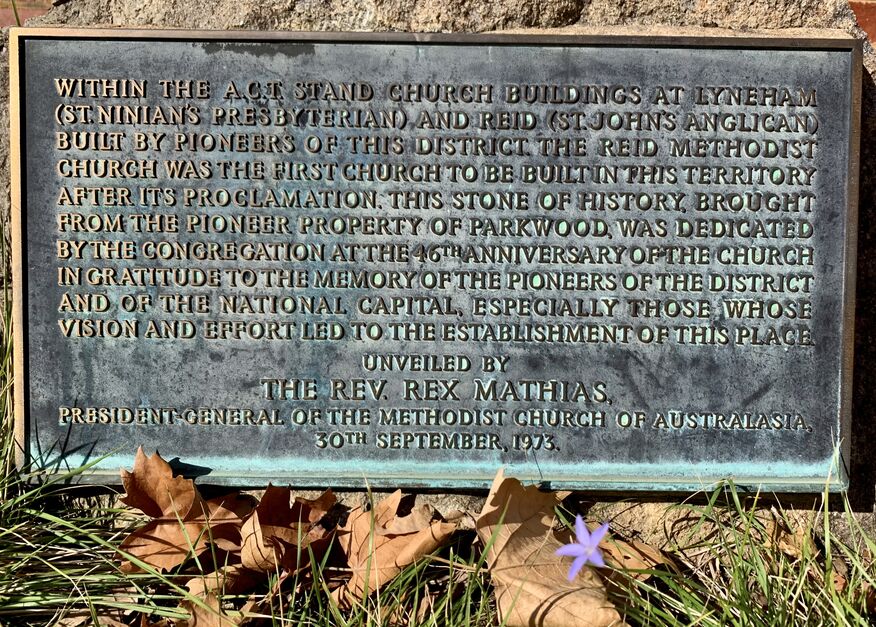 WITHIN THE A.C.T. STAND CHURCH BUILDINGS AT LYNEHAM
(ST. NINIAN'S PRESBYTERIAN) AND REID (ST. JOHN'S ANGLICAN)
BUILT BY PIONEERS OF THIS DISTRICT. THE REID METHODIST
CHURCH WAS THE FIRST CHURCH TO BE BUILT IN THIS TERRITORY
AFTER ITS PROCLAMATION. THIS STONE OF HISTORY, BROUGHT
FROM THE PIONEER PROPERTY OF PARKWOOD, WAS DEDICATED
BY THE CONGREGATION AT THE 46TH ANNIVERSARY OF THE CHURCH
IN GRATITUDE TO THE MEMORY OF THE PIONEERS OF THE DISTRICT
AND OF THE NATIONAL CAPITAL, ESPECIALLY THOSE WHOSE
VISION AND EFFORT LED TO THE ESTABLISHMENT OF THIS PLACE.
UNVEILED BY
THE REV. REX MATHIAS,
PRESIDENT-GENERAL OF THE METHODIST CHURCH OF AUSTRALASIA,
30TH SEPTEMBER, 1973.